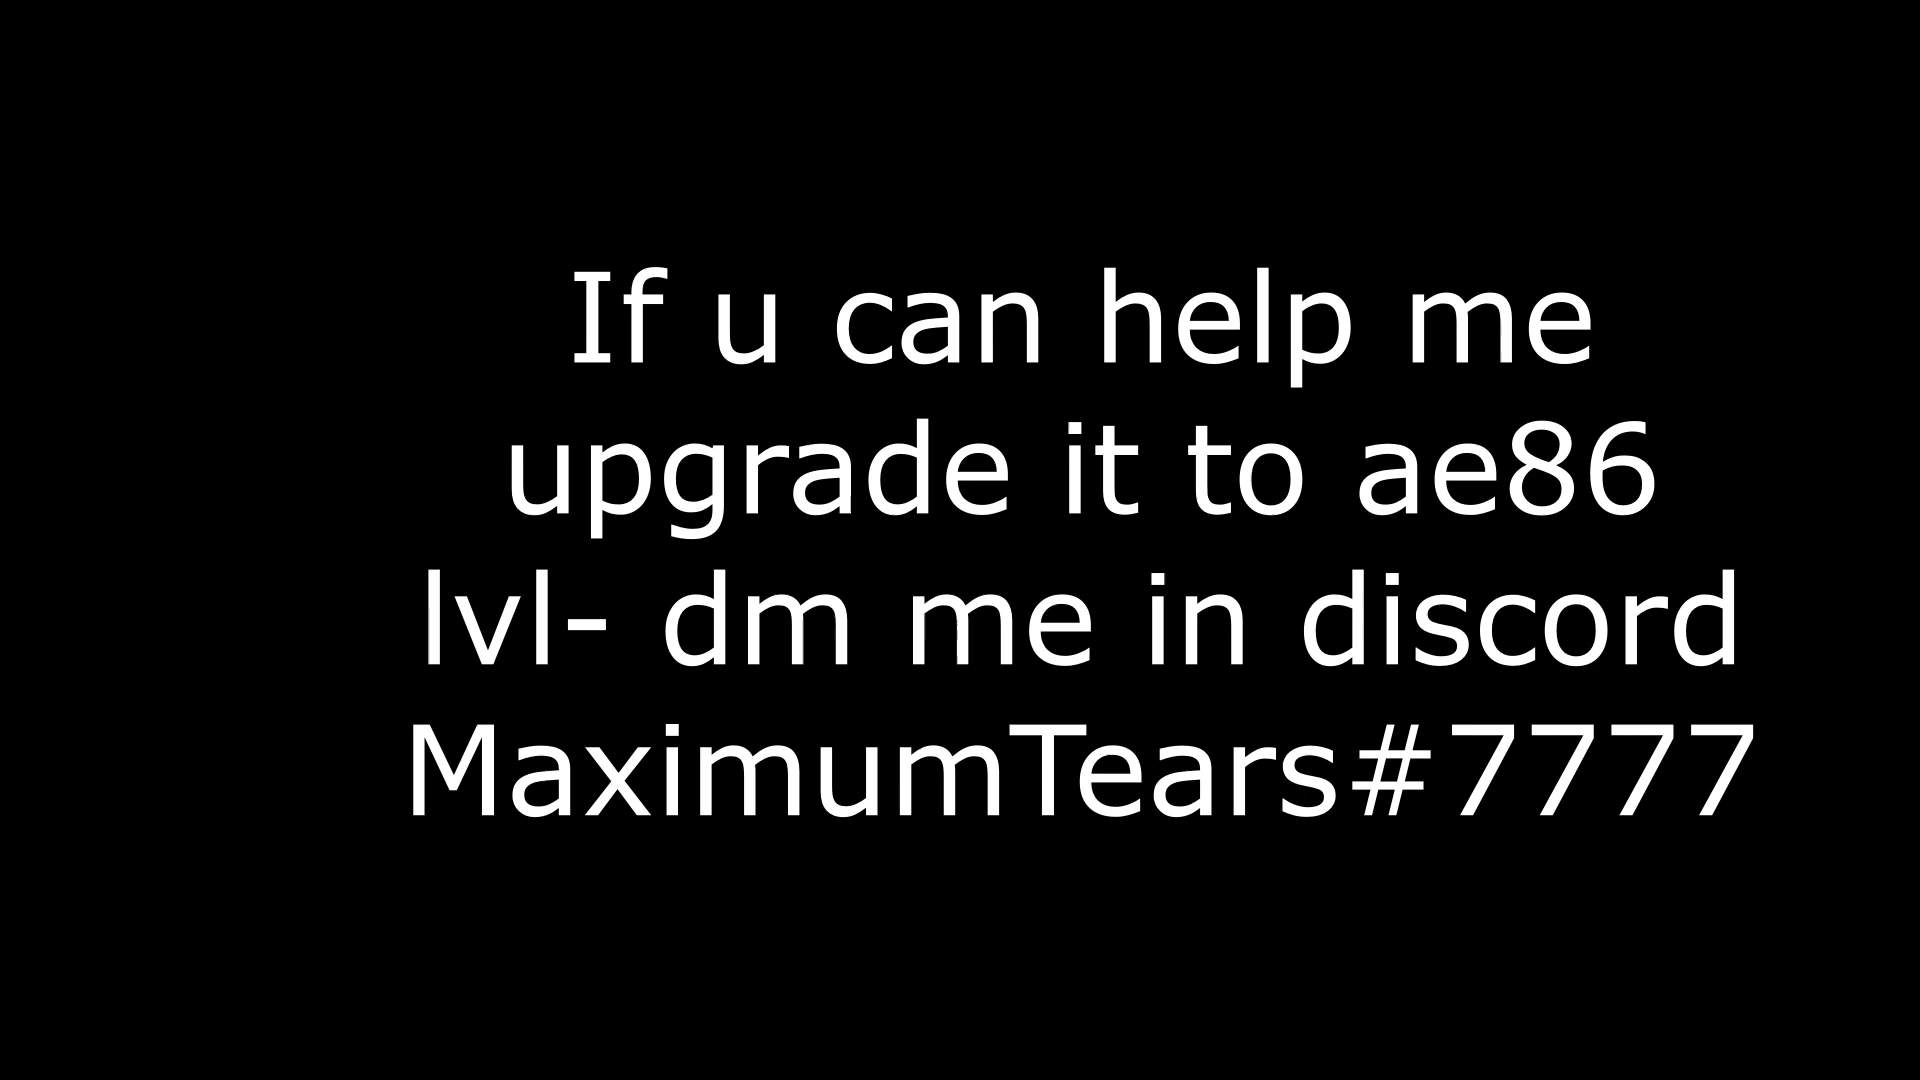 If u can help me
upgrade it to ae86
lvl- dm me in discord
MaximumTears#7777